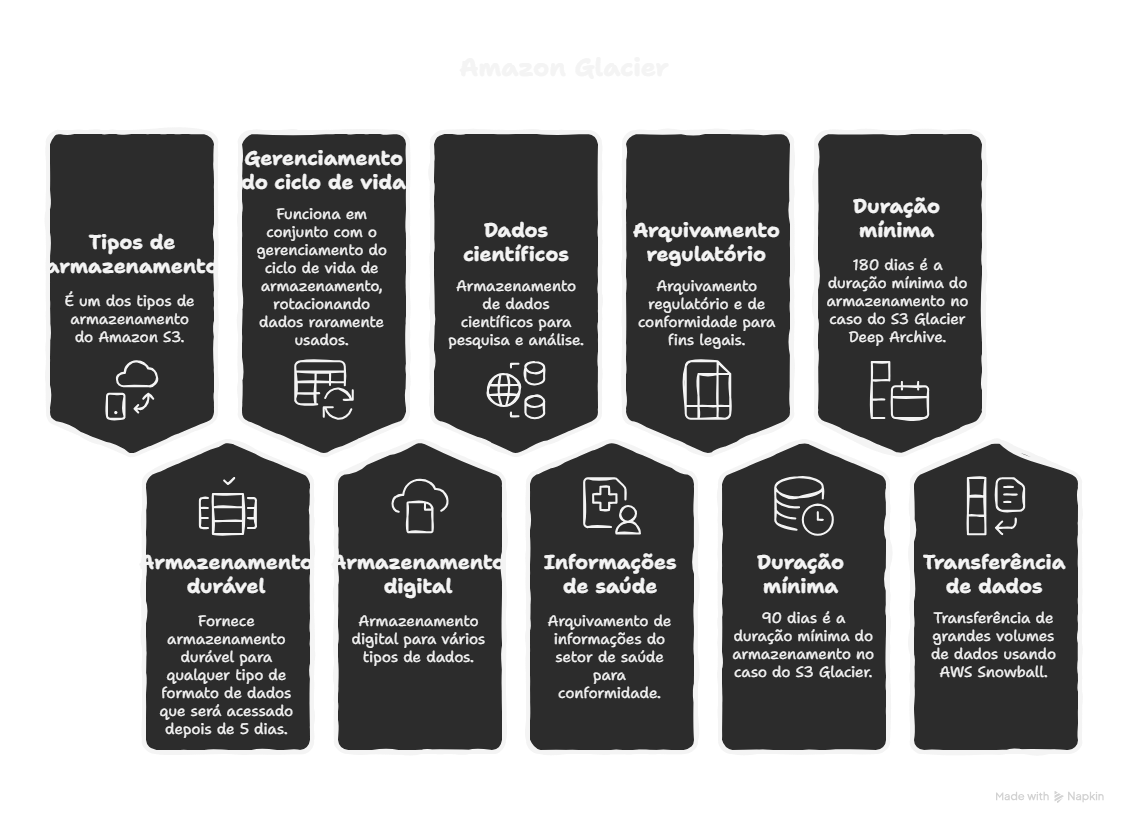 Amazon Glacier
Tipos de
armazenamento
É um dos tipos de
armazenamento
do Amazon S3.
Gerenciamento
do ciclo de vida
Funciona em
conjunto com o
gerenciamento do
ciclo de vida de
armazenamento,
rotacionando
dados raramente
usados.
Dados
científicos
Armazenamento
de dados
científicos para
pesquisa e análise.
Arquivamento
regulatório
Arquivamento
regulatório e de
conformidade para
fins legais.
Duração
mínima
180 dias é a
duração mínima do
armazenamento no
caso do S3 Glacier
Deep Archive.
Armazenamento
durável
Fornece
armazenamento
durável para
qualquer tipo de
formato de dados
que será acessado
depois de 5 dias.
Armazenamento
digital
Armazenamento
digital para vários
tipos de dados.
Informações
de saúde
Arquivamento de
informações do
setor de saúde
para
conformidade.
Duração
mínima
90 dias é a
duração mínima do
armazenamento no
caso do S3 Glacier.
Transferência
de dados
Transferência de
grandes volumes
de dados usando
AWS Snowball.
Made with Napkin